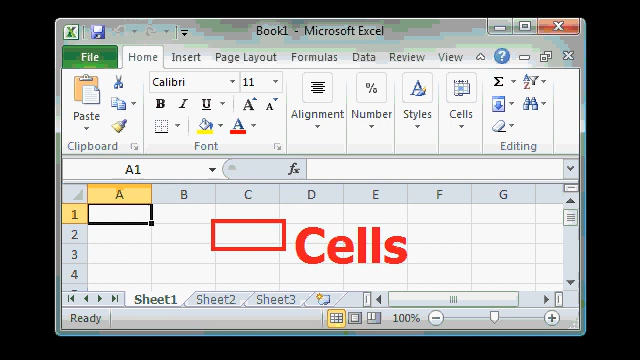 Book1 - Microsoft Excel
File Home Insert Page Layout Formulas Data Review View
Calibri 11
Paste B I U A A Alignment Number Styles Cells
Clipboard Font Editing
A1 fx
A B C D E F G
1
2
Cells
3
4
Sheet1 Sheet2 Sheet3
Ready 100%